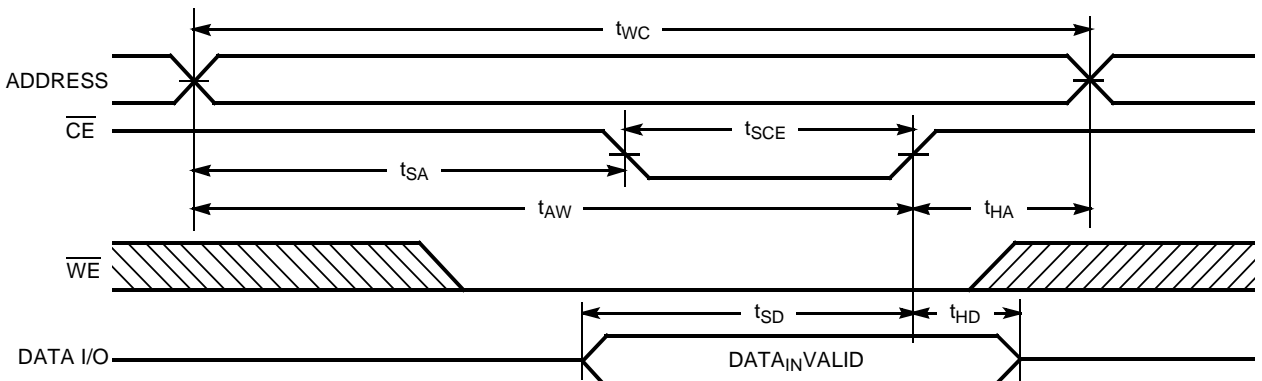 tWC
ADDRESS
CE
tSCE
tSA
tAW
tHA
WE
tSD
tHD
DATA I/O
DATAINVALID